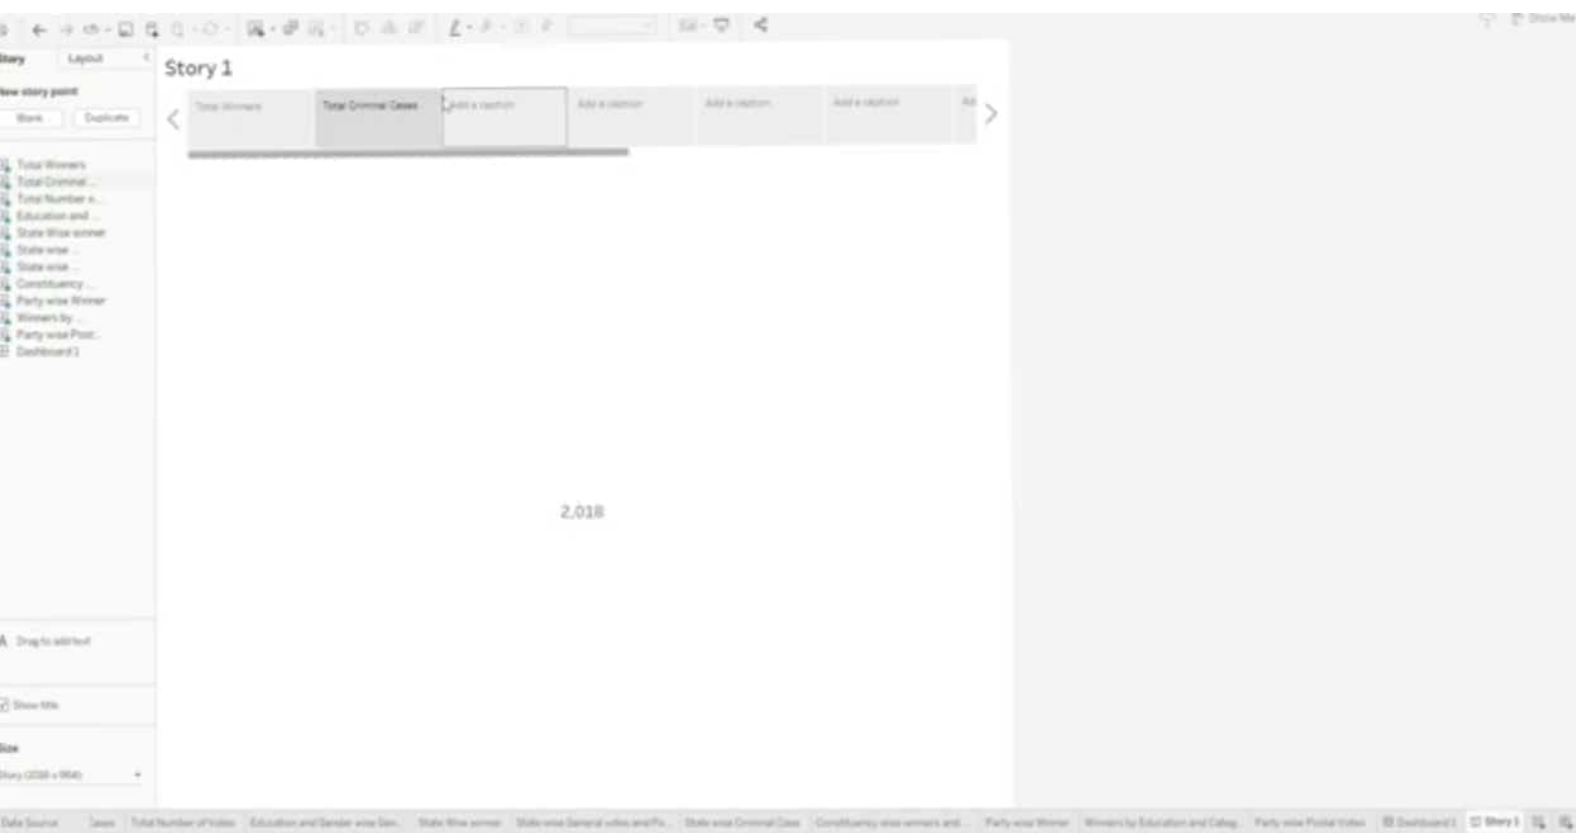 Show Me
Story
Layout
Story 1
New story point
Blank
Duplicate
Total Winners
Total Criminal Cases
Add a caption
Add a caption
Add a caption
Add a caption
Ad
Total Winners
Total Criminal ...
Total Number o...
Education and ...
State Wise winner
State wise ...
State wise ...
Constituency ...
Party wise Winner
Winners by ...
Party wise Post...
Dashboard 1
2,018
A Drag to add text
Show title
Size
Data Source
Cases
Total Number of Votes
Education and Gender wise Gen...
State Wise winner
State wise General votes and Po...
State wise Criminal Case
Constituency wise winners and ...
Party wise Winner
Winners by Education and Categ...
Party wise Postal Votes
Dashboard 1
Story 1